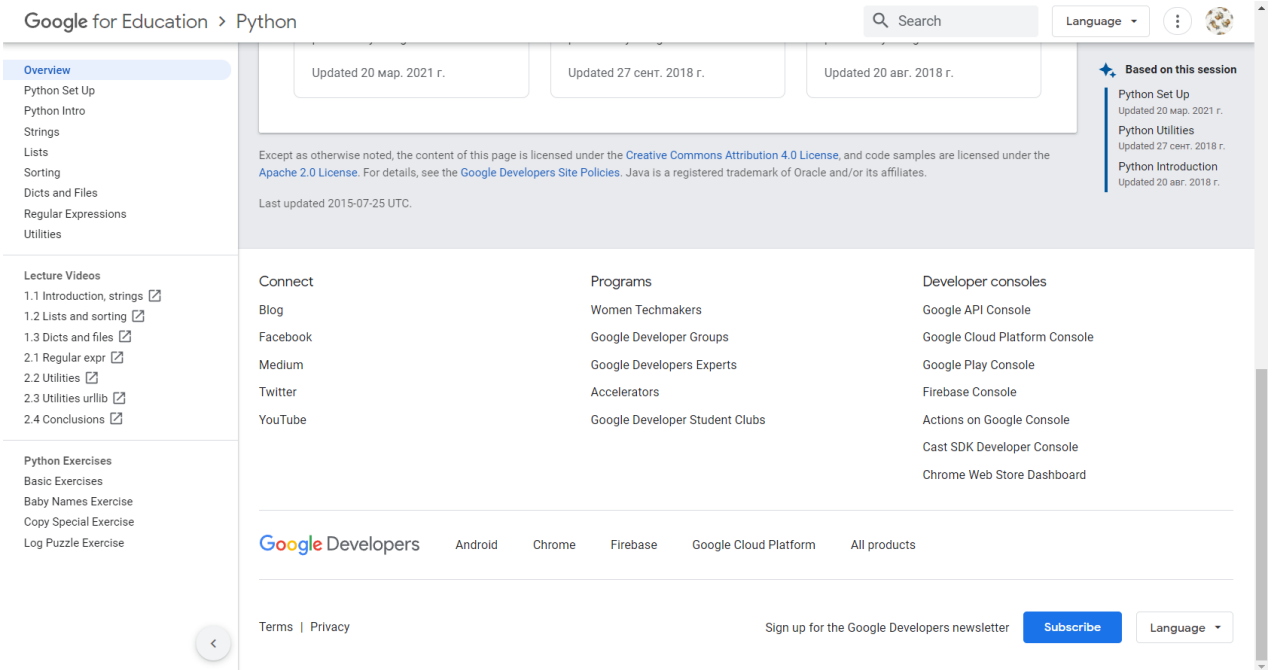 Google for Education > Python
Search
Language
Overview
Python Set Up
Python Intro
Strings
Lists
Sorting
Dicts and Files
Regular Expressions
Utilities
Lecture Videos
1.1 Introduction, strings
1.2 Lists and sorting
1.3 Dicts and files
2.1 Regular expr
2.2 Utilities
2.3 Utilities urllib
2.4 Conclusions
Python Exercises
Basic Exercises
Baby Names Exercise
Copy Special Exercise
Log Puzzle Exercise
Updated 20 мар. 2021 г.
Updated 27 сент. 2018 г.
Updated 20 авг. 2018 г.
Except as otherwise noted, the content of this page is licensed under the Creative Commons Attribution 4.0 License, and code samples are licensed under the
Apache 2.0 License. For details, see the Google Developers Site Policies. Java is a registered trademark of Oracle and/or its affiliates.
Last updated 2015-07-25 UTC.
Based on this session
Python Set Up
Updated 20 мар. 2021 г.
Python Utilities
Updated 27 сент. 2018 г.
Python Introduction
Updated 20 авг. 2018 г.
Connect
Blog
Facebook
Medium
Twitter
YouTube
Programs
Women Techmakers
Google Developer Groups
Google Developers Experts
Accelerators
Google Developer Student Clubs
Developer consoles
Google API Console
Google Cloud Platform Console
Google Play Console
Firebase Console
Actions on Google Console
Cast SDK Developer Console
Chrome Web Store Dashboard
Google Developers
Android
Chrome
Firebase
Google Cloud Platform
All products
Terms | Privacy
Sign up for the Google Developers newsletter
Subscribe
Language